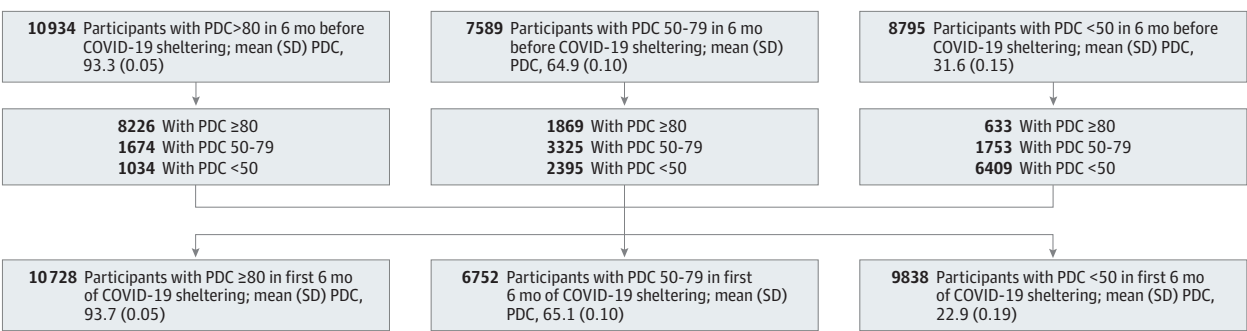 10934 Participants with PDC>80 in 6 mo before
COVID-19 sheltering; mean (SD) PDC,
93.3 (0.05)
7589 Participants with PDC 50-79 in 6 mo
before COVID-19 sheltering; mean (SD)
PDC, 64.9 (0.10)
8795 Participants with PDC <50 in 6 mo before
COVID-19 sheltering; mean (SD) PDC,
31.6 (0.15)
8226 With PDC ≥80
1674 With PDC 50-79
1034 With PDC <50
1869 With PDC ≥80
3325 With PDC 50-79
2395 With PDC <50
633 With PDC ≥80
1753 With PDC 50-79
6409 With PDC <50
10728 Participants with PDC ≥80 in first 6 mo
of COVID-19 sheltering; mean (SD) PDC,
93.7 (0.05)
6752 Participants with PDC 50-79 in first
6 mo of COVID-19 sheltering; mean (SD)
PDC, 65.1 (0.10)
9838 Participants with PDC <50 in first 6 mo
of COVID-19 sheltering; mean (SD) PDC,
22.9 (0.19)